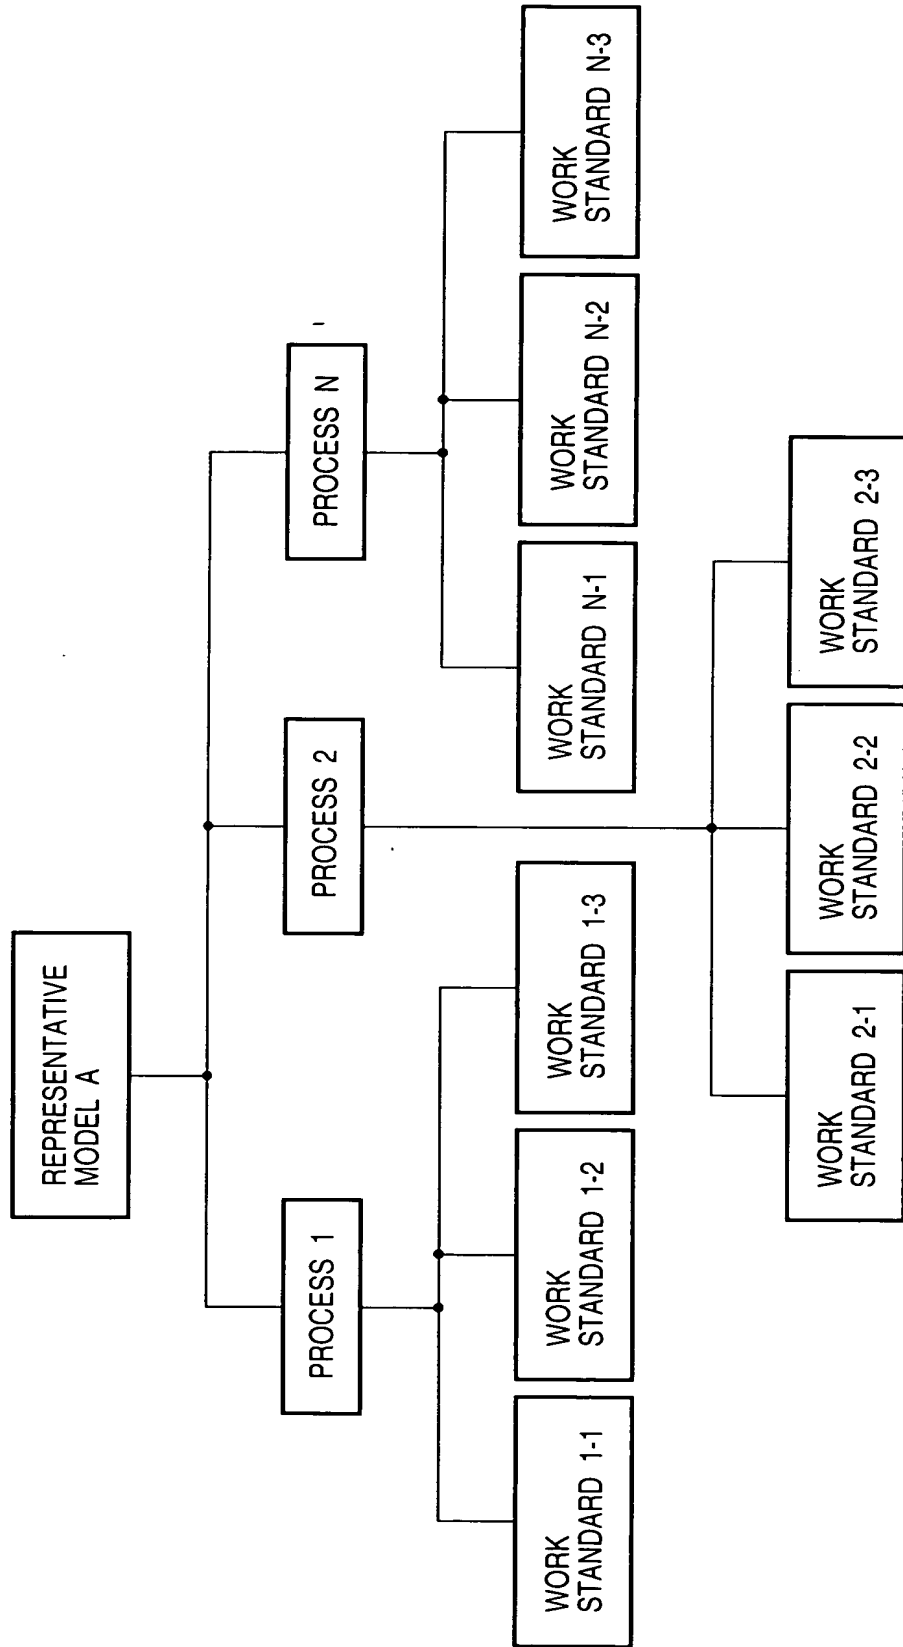 REPRESENTATIVE
MODEL A
PROCESS 1
PROCESS 2
PROCESS N
WORK
STANDARD 1-1
WORK
STANDARD 1-2
WORK
STANDARD 1-3
WORK
STANDARD N-1
WORK
STANDARD N-2
WORK
STANDARD N-3
WORK
STANDARD 2-1
WORK
STANDARD 2-2
WORK
STANDARD 2-3